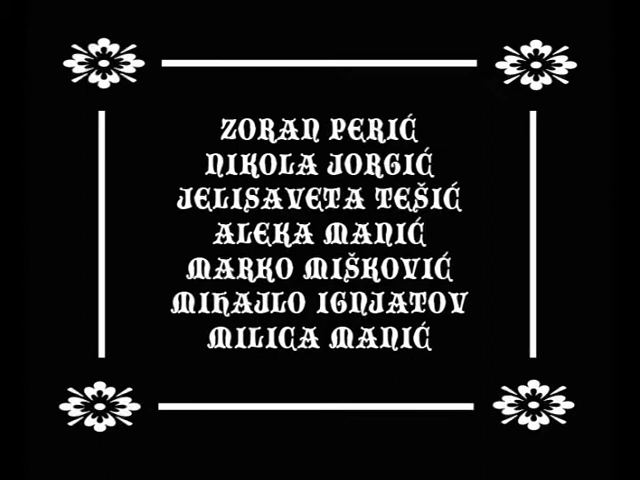 ZORAN PERIĆ
NIKOLA JORGIĆ
JELISAVETA TEŠIĆ
ALEKA MANIĆ
MARKO MIŠKOVIĆ
MIHAJLO IGNJATOV
MILICA MANIĆ